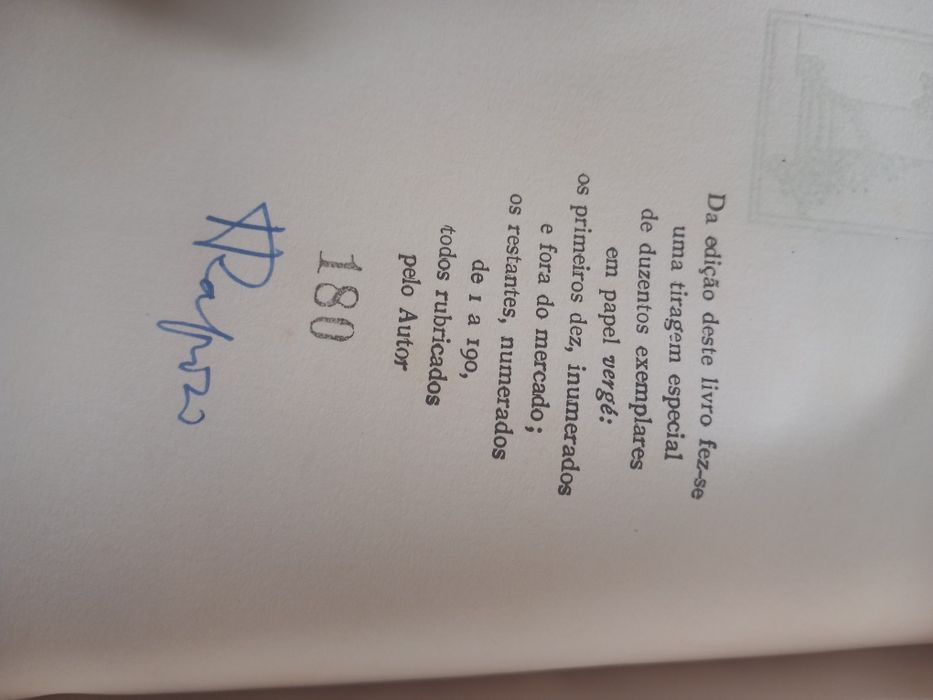 Da edição deste livro fez-se
uma tiragem especial
de duzentos exemplares
em papel vergé:
os primeiros dez, inumerados
e fora do mercado;
os restantes, numerados
de 1 a 190,
todos rubricados
pelo Autor
180